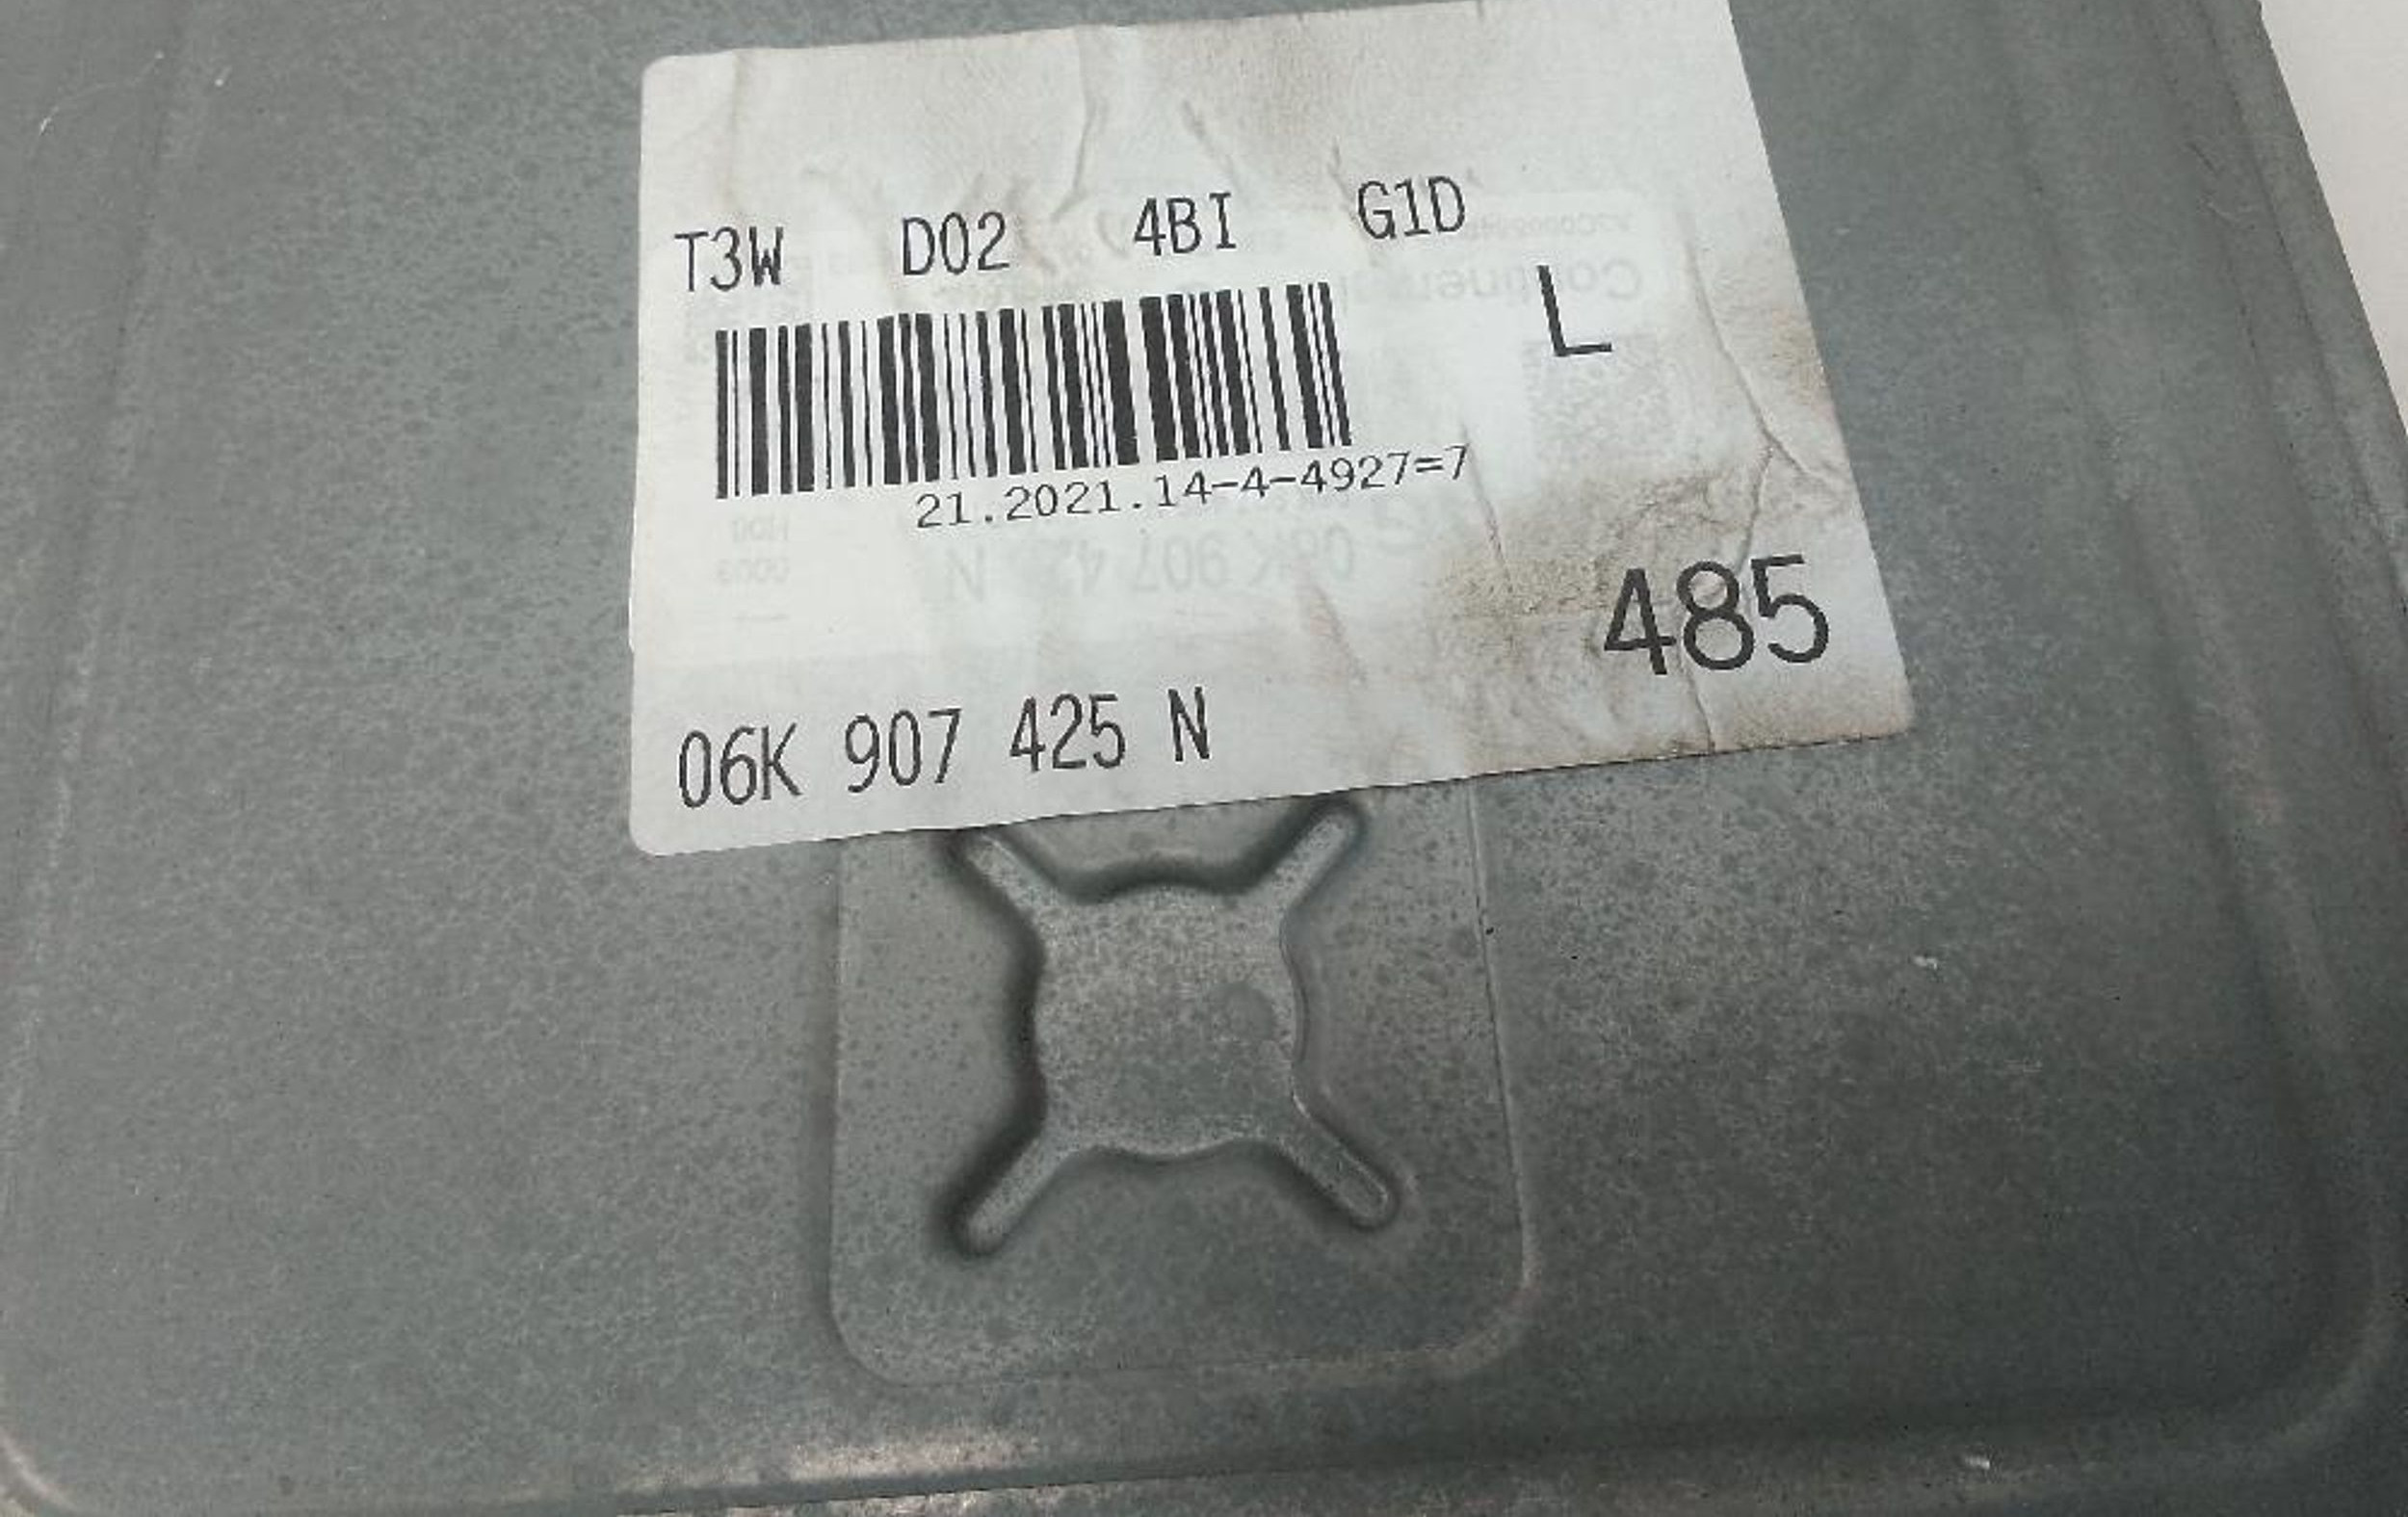 T3W D02 4BI G1D
L
21.2021.14-4-4927=7
485
06K 907 425 N